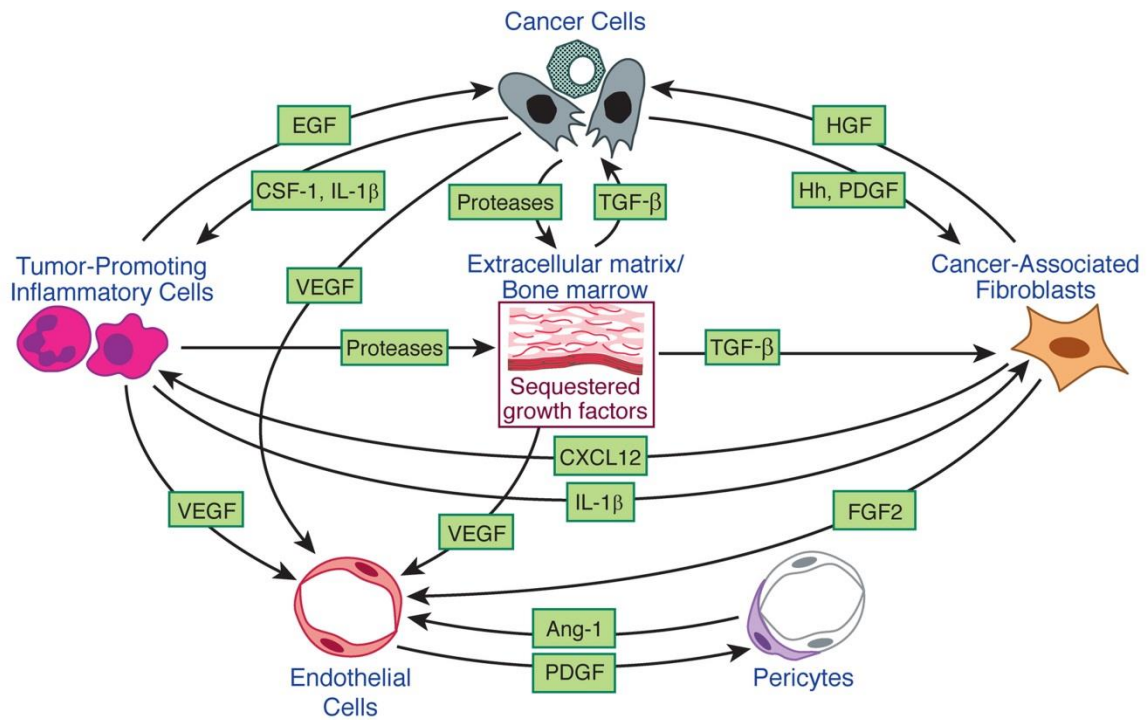 Cancer Cells
EGF
HGF
CSF-1, IL-1β
Proteases
TGF-β
Hh, PDGF
Tumor-Promoting
Inflammatory Cells
VEGF
Extracellular matrix/
Bone marrow
Cancer-Associated
Fibroblasts
Proteases
TGF-β
Sequestered
growth factors
CXCL12
IL-1β
VEGF
VEGF
FGF2
Ang-1
PDGF
Endothelial
Cells
Pericytes